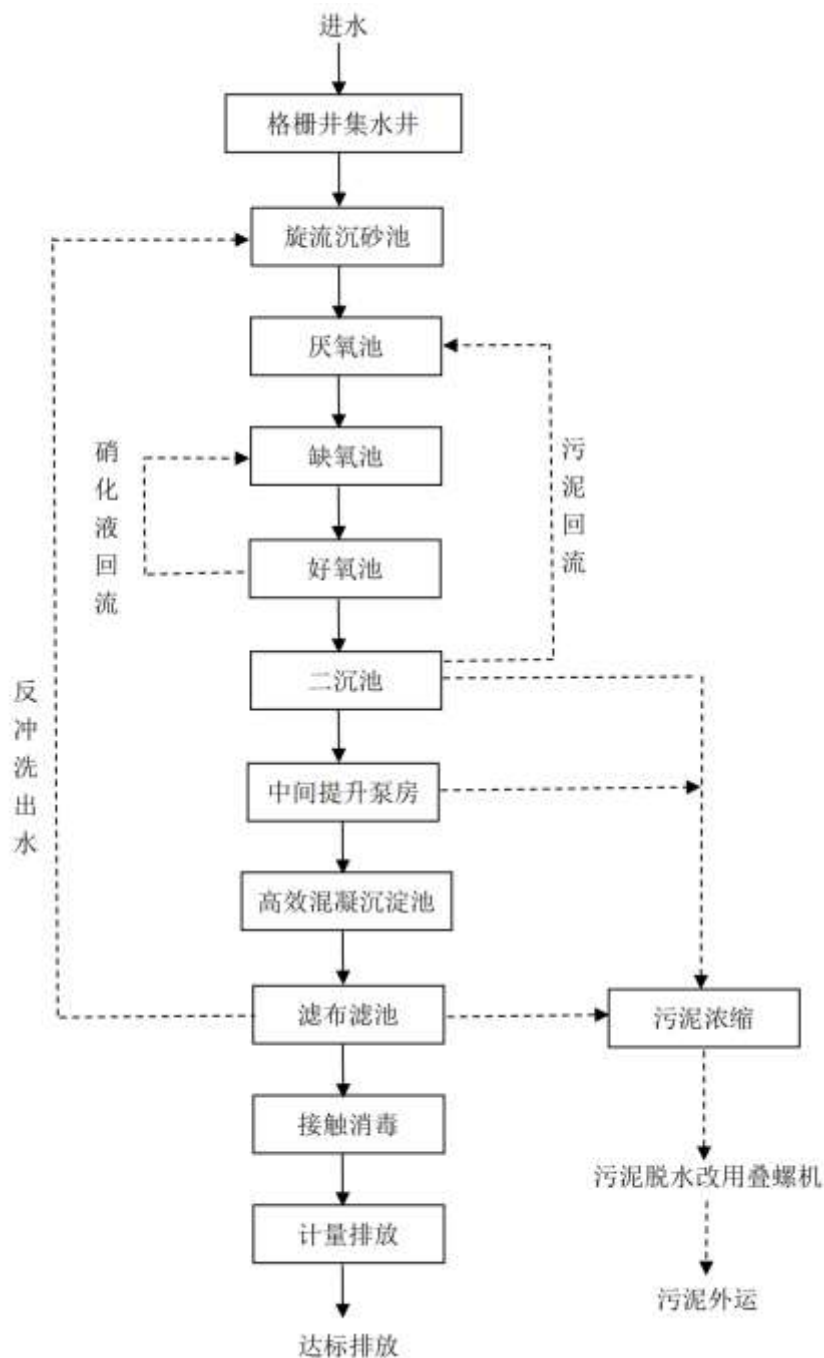 进水
格栅井集水井
旋流沉砂池
厌氧池
缺氧池
好氧池
硝化液回流
污泥回流
二沉池
反冲洗出水
中间提升泵房
高效混凝沉淀池
滤布滤池
污泥浓缩
接触消毒
污泥脱水改用叠螺机
计量排放
污泥外运
达标排放